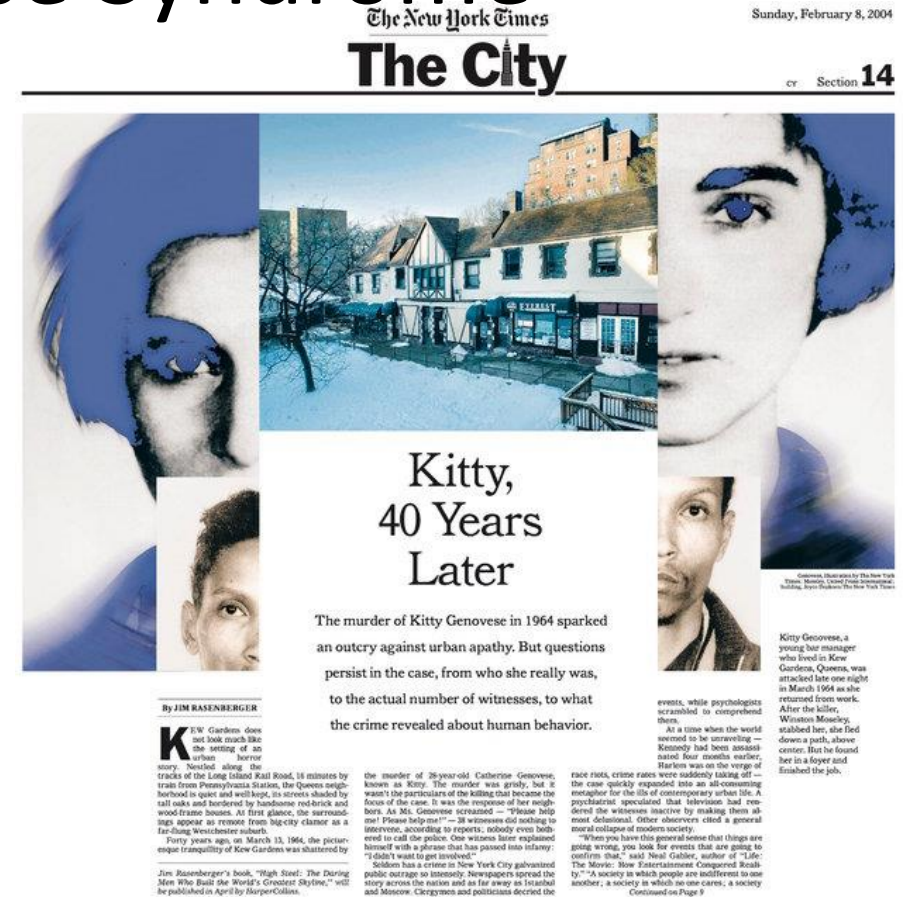 Syndrome
The New York Times
Sunday, February 8, 2004
The City
CY Section 14
EVEREST
Kitty,
40 Years
Later
The murder of Kitty Genovese in 1964 sparked
an outcry against urban apathy. But questions
persist in the case, from who she really was,
to the actual number of witnesses, to what
the crime revealed about human behavior.
Genovese, illustration by The New York
Times; Moseley, United Press International;
building, Joyce Dopkeen/The New York Times
Kitty Genovese, a
young bar manager
who lived in Kew
Gardens, Queens, was
attacked late one night
in March 1964 as she
returned from work.
After the killer,
Winston Moseley,
stabbed her, she fled
down a path, above
center. But he found
her in a foyer and
finished the job.
By JIM RASENBERGER
KEW Gardens does
not look much like
the setting of an
urban horror
story. Nestled along the
tracks of the Long Island Rail Road, 16 minutes by
train from Pennsylvania Station, the Queens neigh-
borhood is quiet and well kept, its streets shaded by
tall oaks and bordered by handsome red-brick and
wood-frame houses. At first glance, the surround-
ings appear as remote from big-city clamor as a
far-flung Westchester suburb.
Forty years ago, on March 13, 1964, the pictur-
esque tranquillity of Kew Gardens was shattered by
Jim Rasenberger's book, "High Steel: The Daring
Men Who Built the World's Greatest Skyline," will
be published in April by HarperCollins.
the murder of 28-year-old Catherine Genovese,
known as Kitty. The murder was grisly, but it
wasn't the particulars of the killing that became the
focus of the case. It was the response of her neigh-
bors. As Ms. Genovese screamed — "Please help
me! Please help me!" — 38 witnesses did nothing to
intervene, according to reports; nobody even both-
ered to call the police. One witness later explained
himself with a phrase that has passed into infamy:
"I didn't want to get involved."
Seldom has a crime in New York City galvanized
public outrage so intensely. Newspapers spread the
story across the nation and as far away as Istanbul
and Moscow. Clergymen and politicians decried the
events, while psychologists
scrambled to comprehend
them.
At a time when the world
seemed to be unraveling —
Kennedy had been assassi-
nated four months earlier,
Harlem was on the verge of
race riots, crime rates were suddenly taking off —
the case quickly expanded into an all-consuming
metaphor for the ills of contemporary urban life. A
psychiatrist speculated that television had ren-
dered the witnesses inactive by making them al-
most delusional. Other observers cited a general
moral collapse of modern society.
"When you have this general sense that things are
going wrong, you look for events that are going to
confirm that," said Neal Gabler, author of "Life:
The Movie: How Entertainment Conquered Reali-
ty." "A society in which people are indifferent to one
another; a society in which no one cares; a society
Continued on Page 9